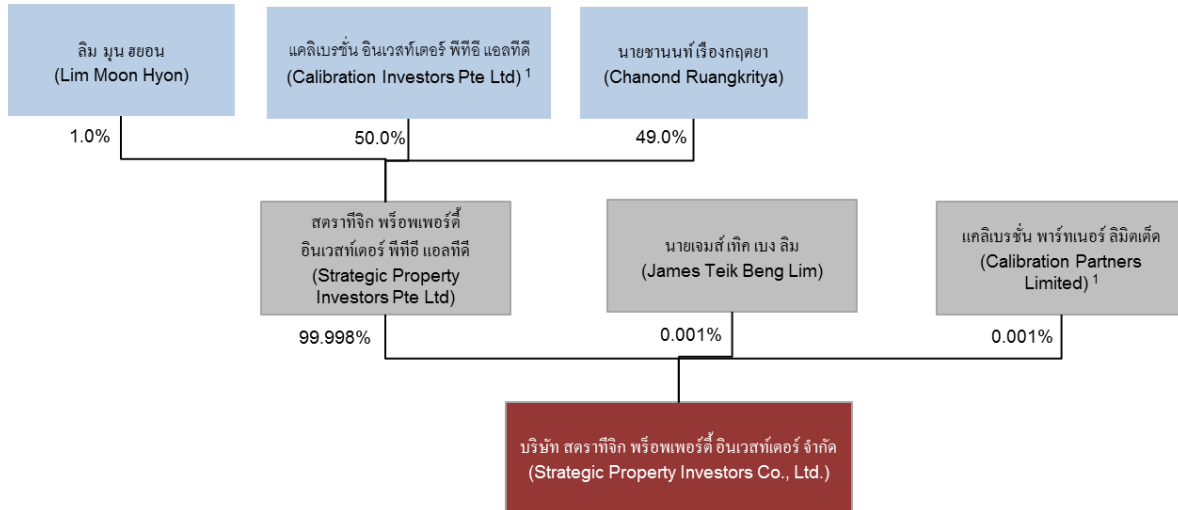 ลิม มุน ฮยอน
(Lim Moon Hyon)
แคลิเบรชั่น อินเวสท์เตอร์ พีทีอี แอลทีดี
(Calibration Investors Pte Ltd) 1
นายชานนท์ เรืองกฤตยา
(Chanond Ruangkritya)
1.0%
50.0%
49.0%
สตราทีจิก พร็อพเพอร์ตี้
อินเวสท์เตอร์ พีทีอี แอลทีดี
(Strategic Property
Investors Pte Ltd)
นายเจมส์ เทิค เบง ลิม
(James Teik Beng Lim)
แคลิเบรชั่น พาร์ทเนอร์ ลิมิตเต็ด
(Calibration Partners
Limited) 1
99.998%
0.001%
0.001%
บริษัท สตราทีจิก พร็อพเพอร์ตี้ อินเวสท์เตอร์ จำกัด
(Strategic Property Investors Co., Ltd.)